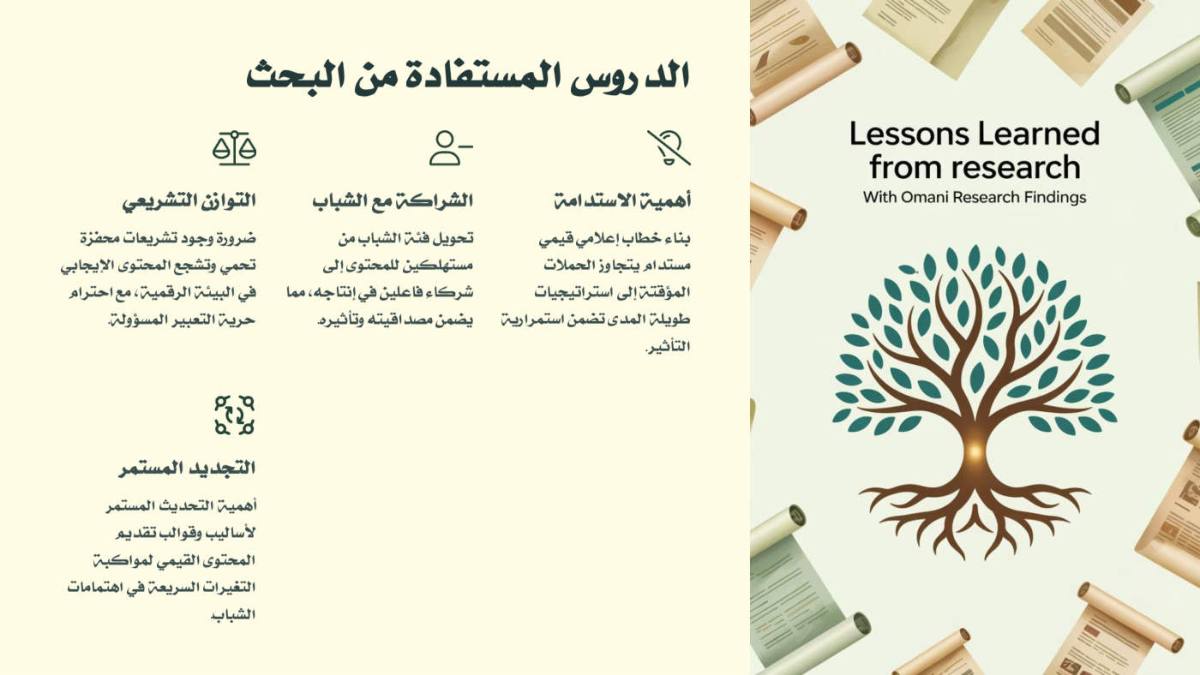 الدروس المستفادة من البحث
أهمية الاستدامة
بناء خطاب إعلامي قيمي
مستدام يتجاوز الحملات
المؤقتة إلى استراتيجيات
طويلة المدى تضمن استمرارية
التأثير.
الشراكة مع الشباب
تحويل فئة الشباب من
مستهلكين للمحتوى إلى
شركاء فاعلين في إنتاجه، مما
يضمن مصداقيته وتأثيره.
التوازن التشريعي
ضرورة وجود تشريعات محفزة
تحمي وتشجع المحتوى الإيجابي
في البيئة الرقمية، مع احترام
حرية التعبير المسؤولة.
التجديد المستمر
أهمية التحديث المستمر
لأساليب وقوالب تقديم
المحتوى القيمي لمواكبة
التغيرات السريعة في اهتمامات
الشباب.
Lessons Learned
from research
With Omani Research Findings